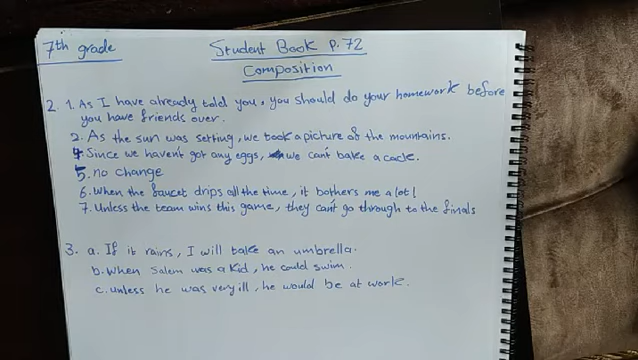 7th grade
Student Book p.72
Composition
2. 1. As I have already told you, you should do your homework before
you have friends over.
2. As the sun was setting, we took a picture of the mountains.
4. Since we haven't got any eggs, we can't bake a cack.
5. no change
6. When the faucet drips all the time, it bothers me a lot!
7. Unless the team wins this game, they can't go through to the finals
3. a. If it rains, I will take an umbrella.
b. When Salem was a kid, he could swim.
c. unless he was very ill, he would be at work.